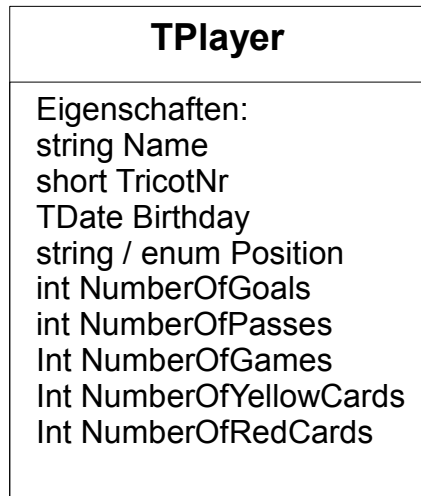 TPlayer
Eigenschaften:
string Name
short TricotNr
TDate Birthday
string / enum Position
int NumberOfGoals
int NumberOfPasses
Int NumberOfGames
Int NumberOfYellowCards
Int NumberOfRedCards